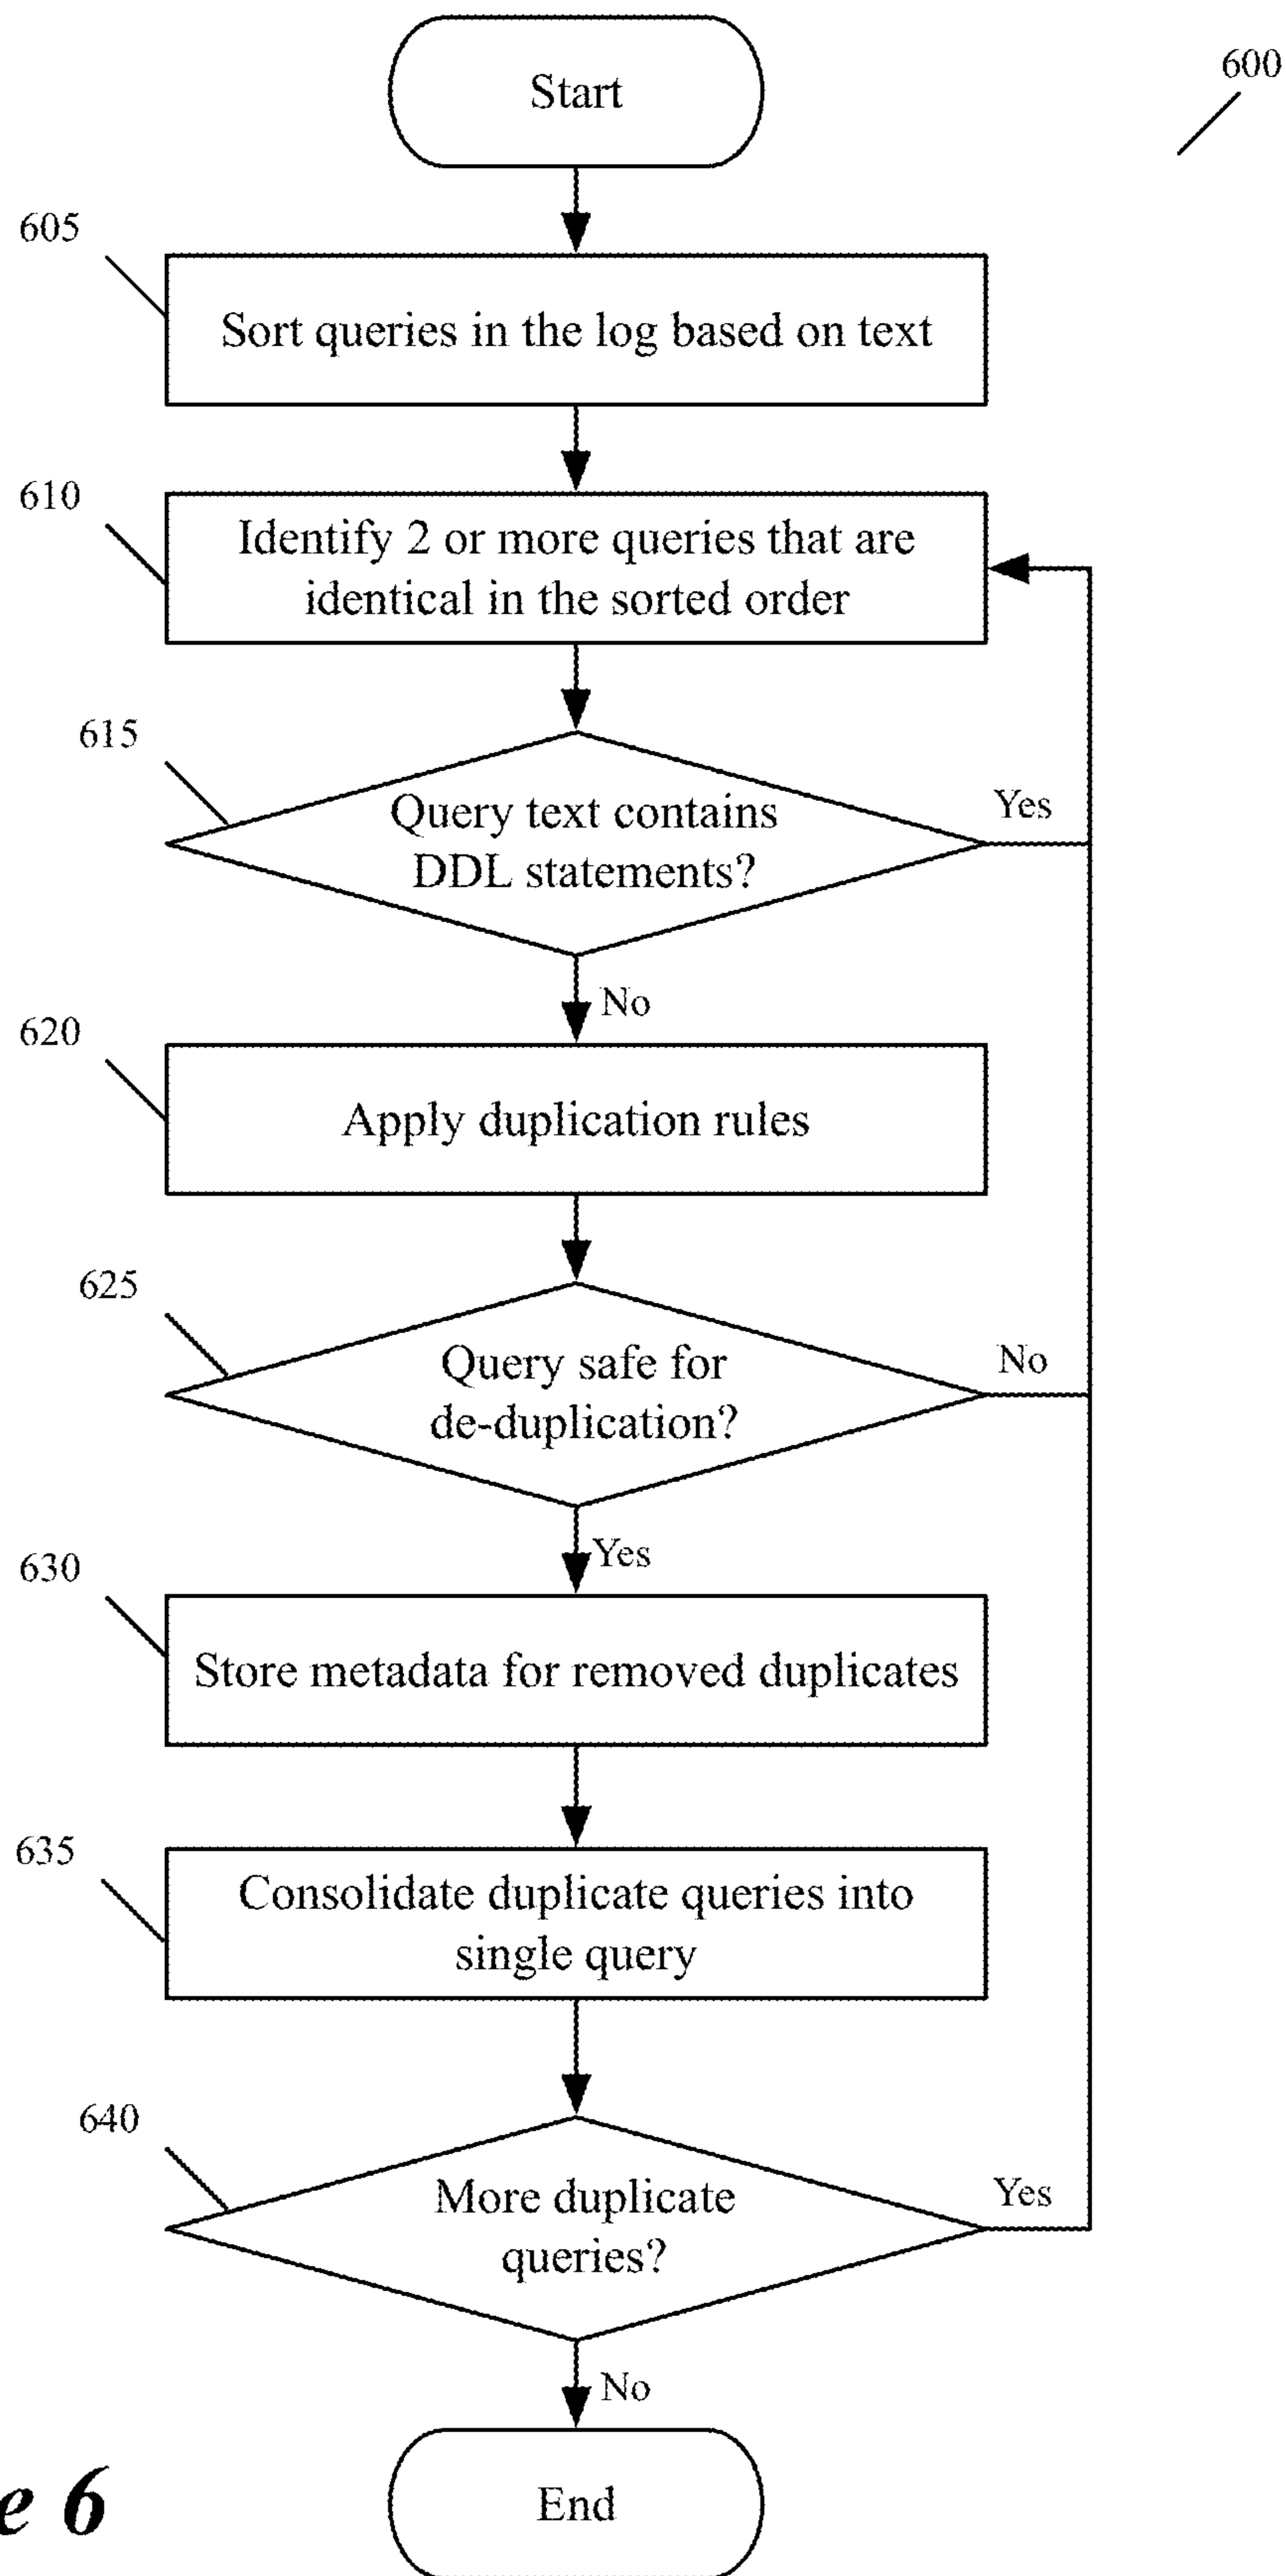 Start
600
605
Sort queries in the log based on text
610
Identify 2 or more queries that are
identical in the sorted order
615
Query text contains
DDL statements?
Yes
No
620
Apply duplication rules
625
Query safe for
de-duplication?
No
Yes
630
Store metadata for removed duplicates
635
Consolidate duplicate queries into
single query
640
More duplicate
queries?
Yes
No
End
e 6